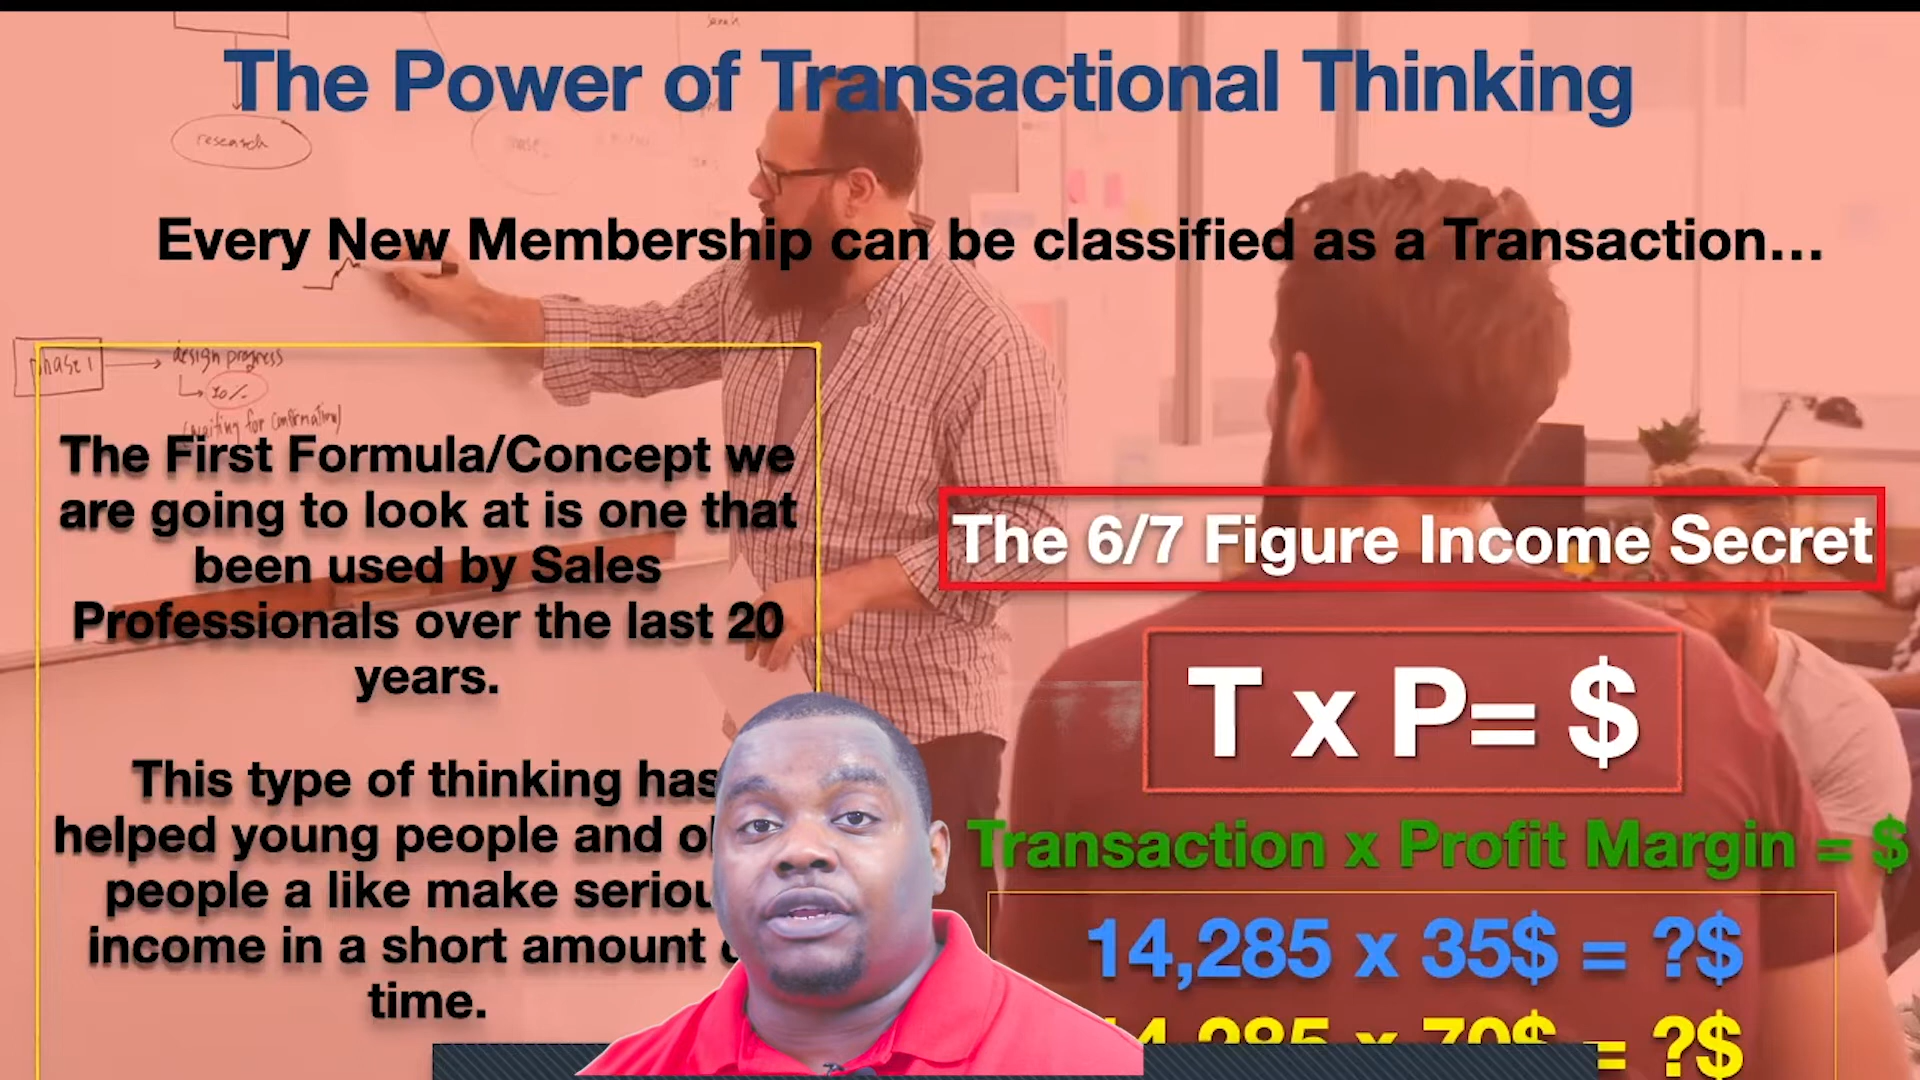 The Power of Transactional Thinking
Every New Membership can be classified as a Transaction...
research
phase 1
design progress
The First Formula/Concept we
are going to look at is one that
been used by Sales
Professionals over the last 20
years.
This type of thinking has
helped young people and
people a like make
income in a short amount
time.
The 6/7 Figure Income Secret
T x P= $
Transaction x Profit Margin = $
14,285 x 35$ = ?$
14,285 x 70$ = ?$